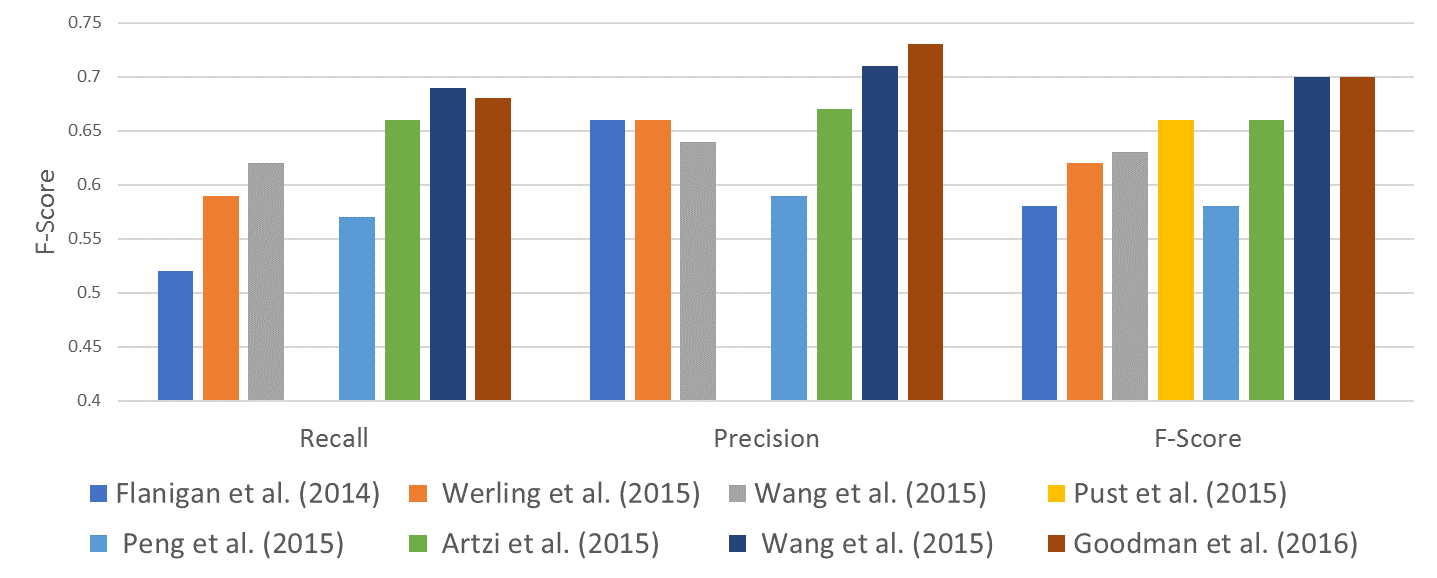 0.75
0.7
0.65
0.6
0.55
0.5
0.45
0.4
F-Score
Recall Precision F-Score
Flanigan et al. (2014) Werling et al. (2015) Wang et al. (2015) Pust et al. (2015)
Peng et al. (2015) Artzi et al. (2015) Wang et al. (2015) Goodman et al. (2016)